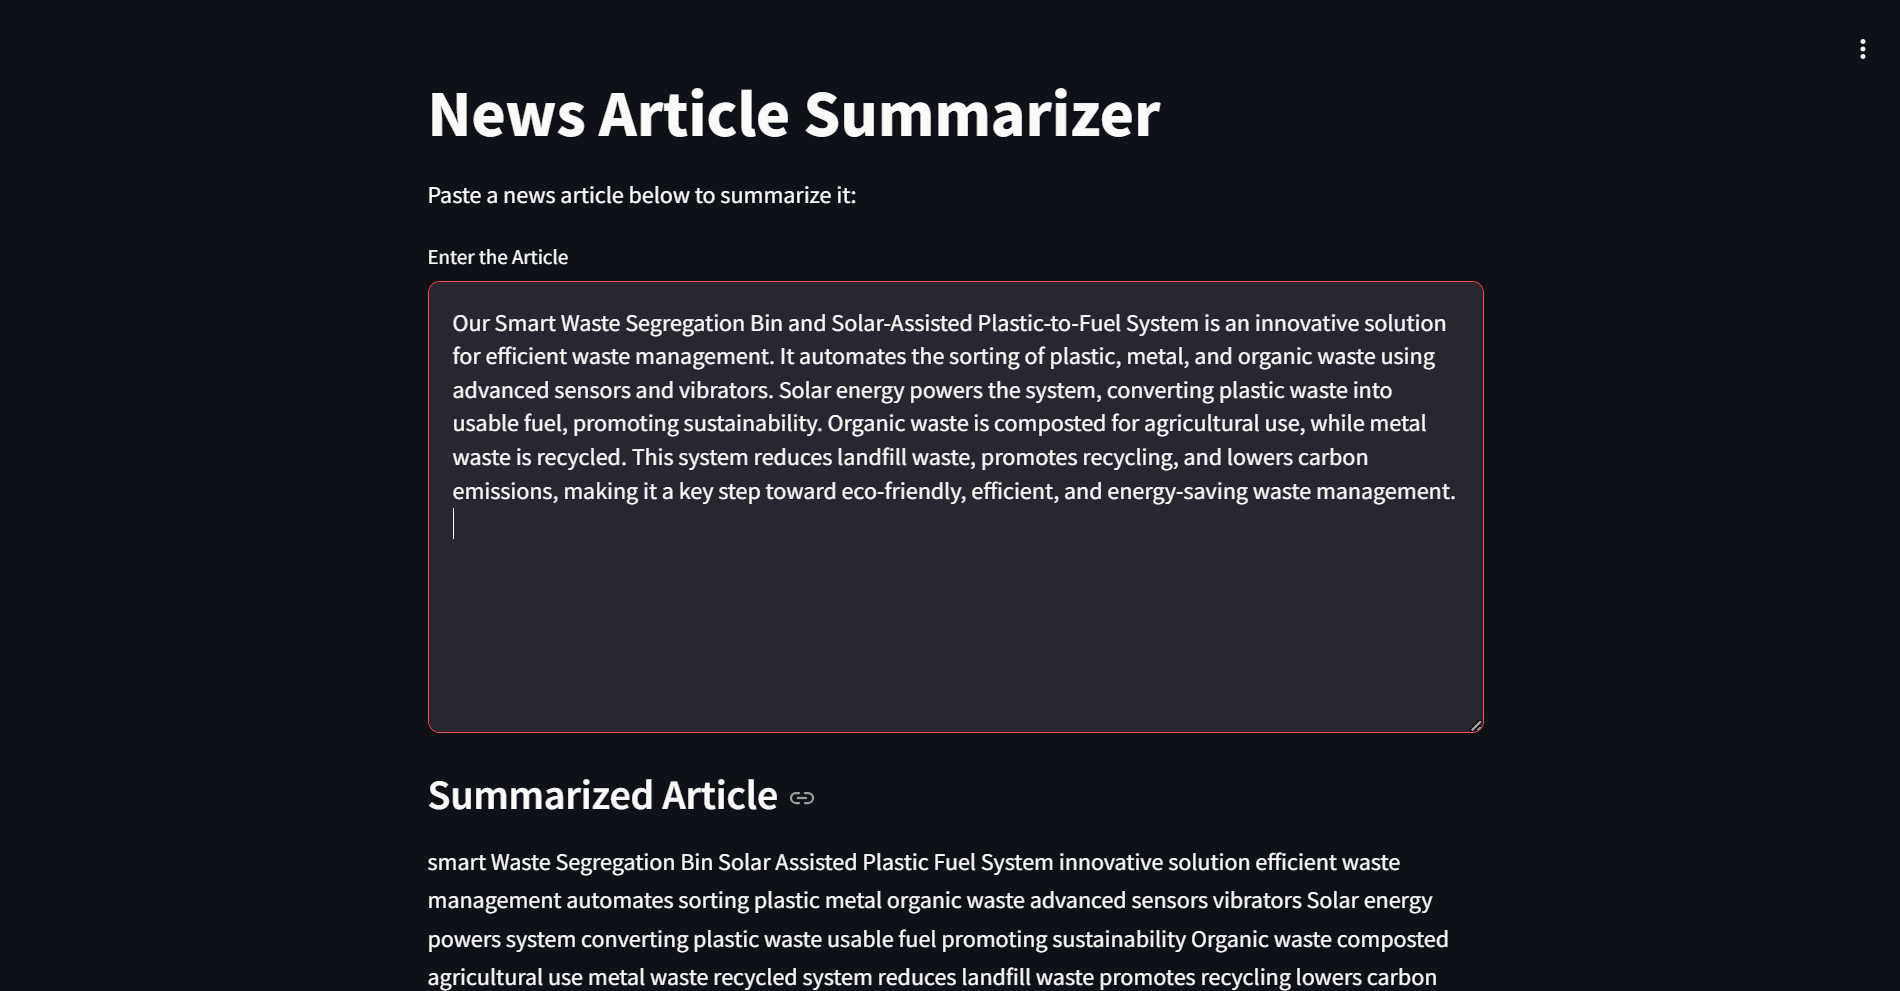 News Article Summarizer
Paste a news article below to summarize it:
Enter the Article
Our Smart Waste Segregation Bin and Solar-Assisted Plastic-to-Fuel System is an innovative solution
for efficient waste management. It automates the sorting of plastic, metal, and organic waste using
advanced sensors and vibrators. Solar energy powers the system, converting plastic waste into
usable fuel, promoting sustainability. Organic waste is composted for agricultural use, while metal
waste is recycled. This system reduces landfill waste, promotes recycling, and lowers carbon
emissions, making it a key step toward eco-friendly, efficient, and energy-saving waste management.
Summarized Article
smart Waste Segregation Bin Solar Assisted Plastic Fuel System innovative solution efficient waste
management automates sorting plastic metal organic waste advanced sensors vibrators Solar energy
powers system converting plastic waste usable fuel promoting sustainability Organic waste composted
agricultural use metal waste recycled system reduces landfill waste promotes recycling lowers carbon